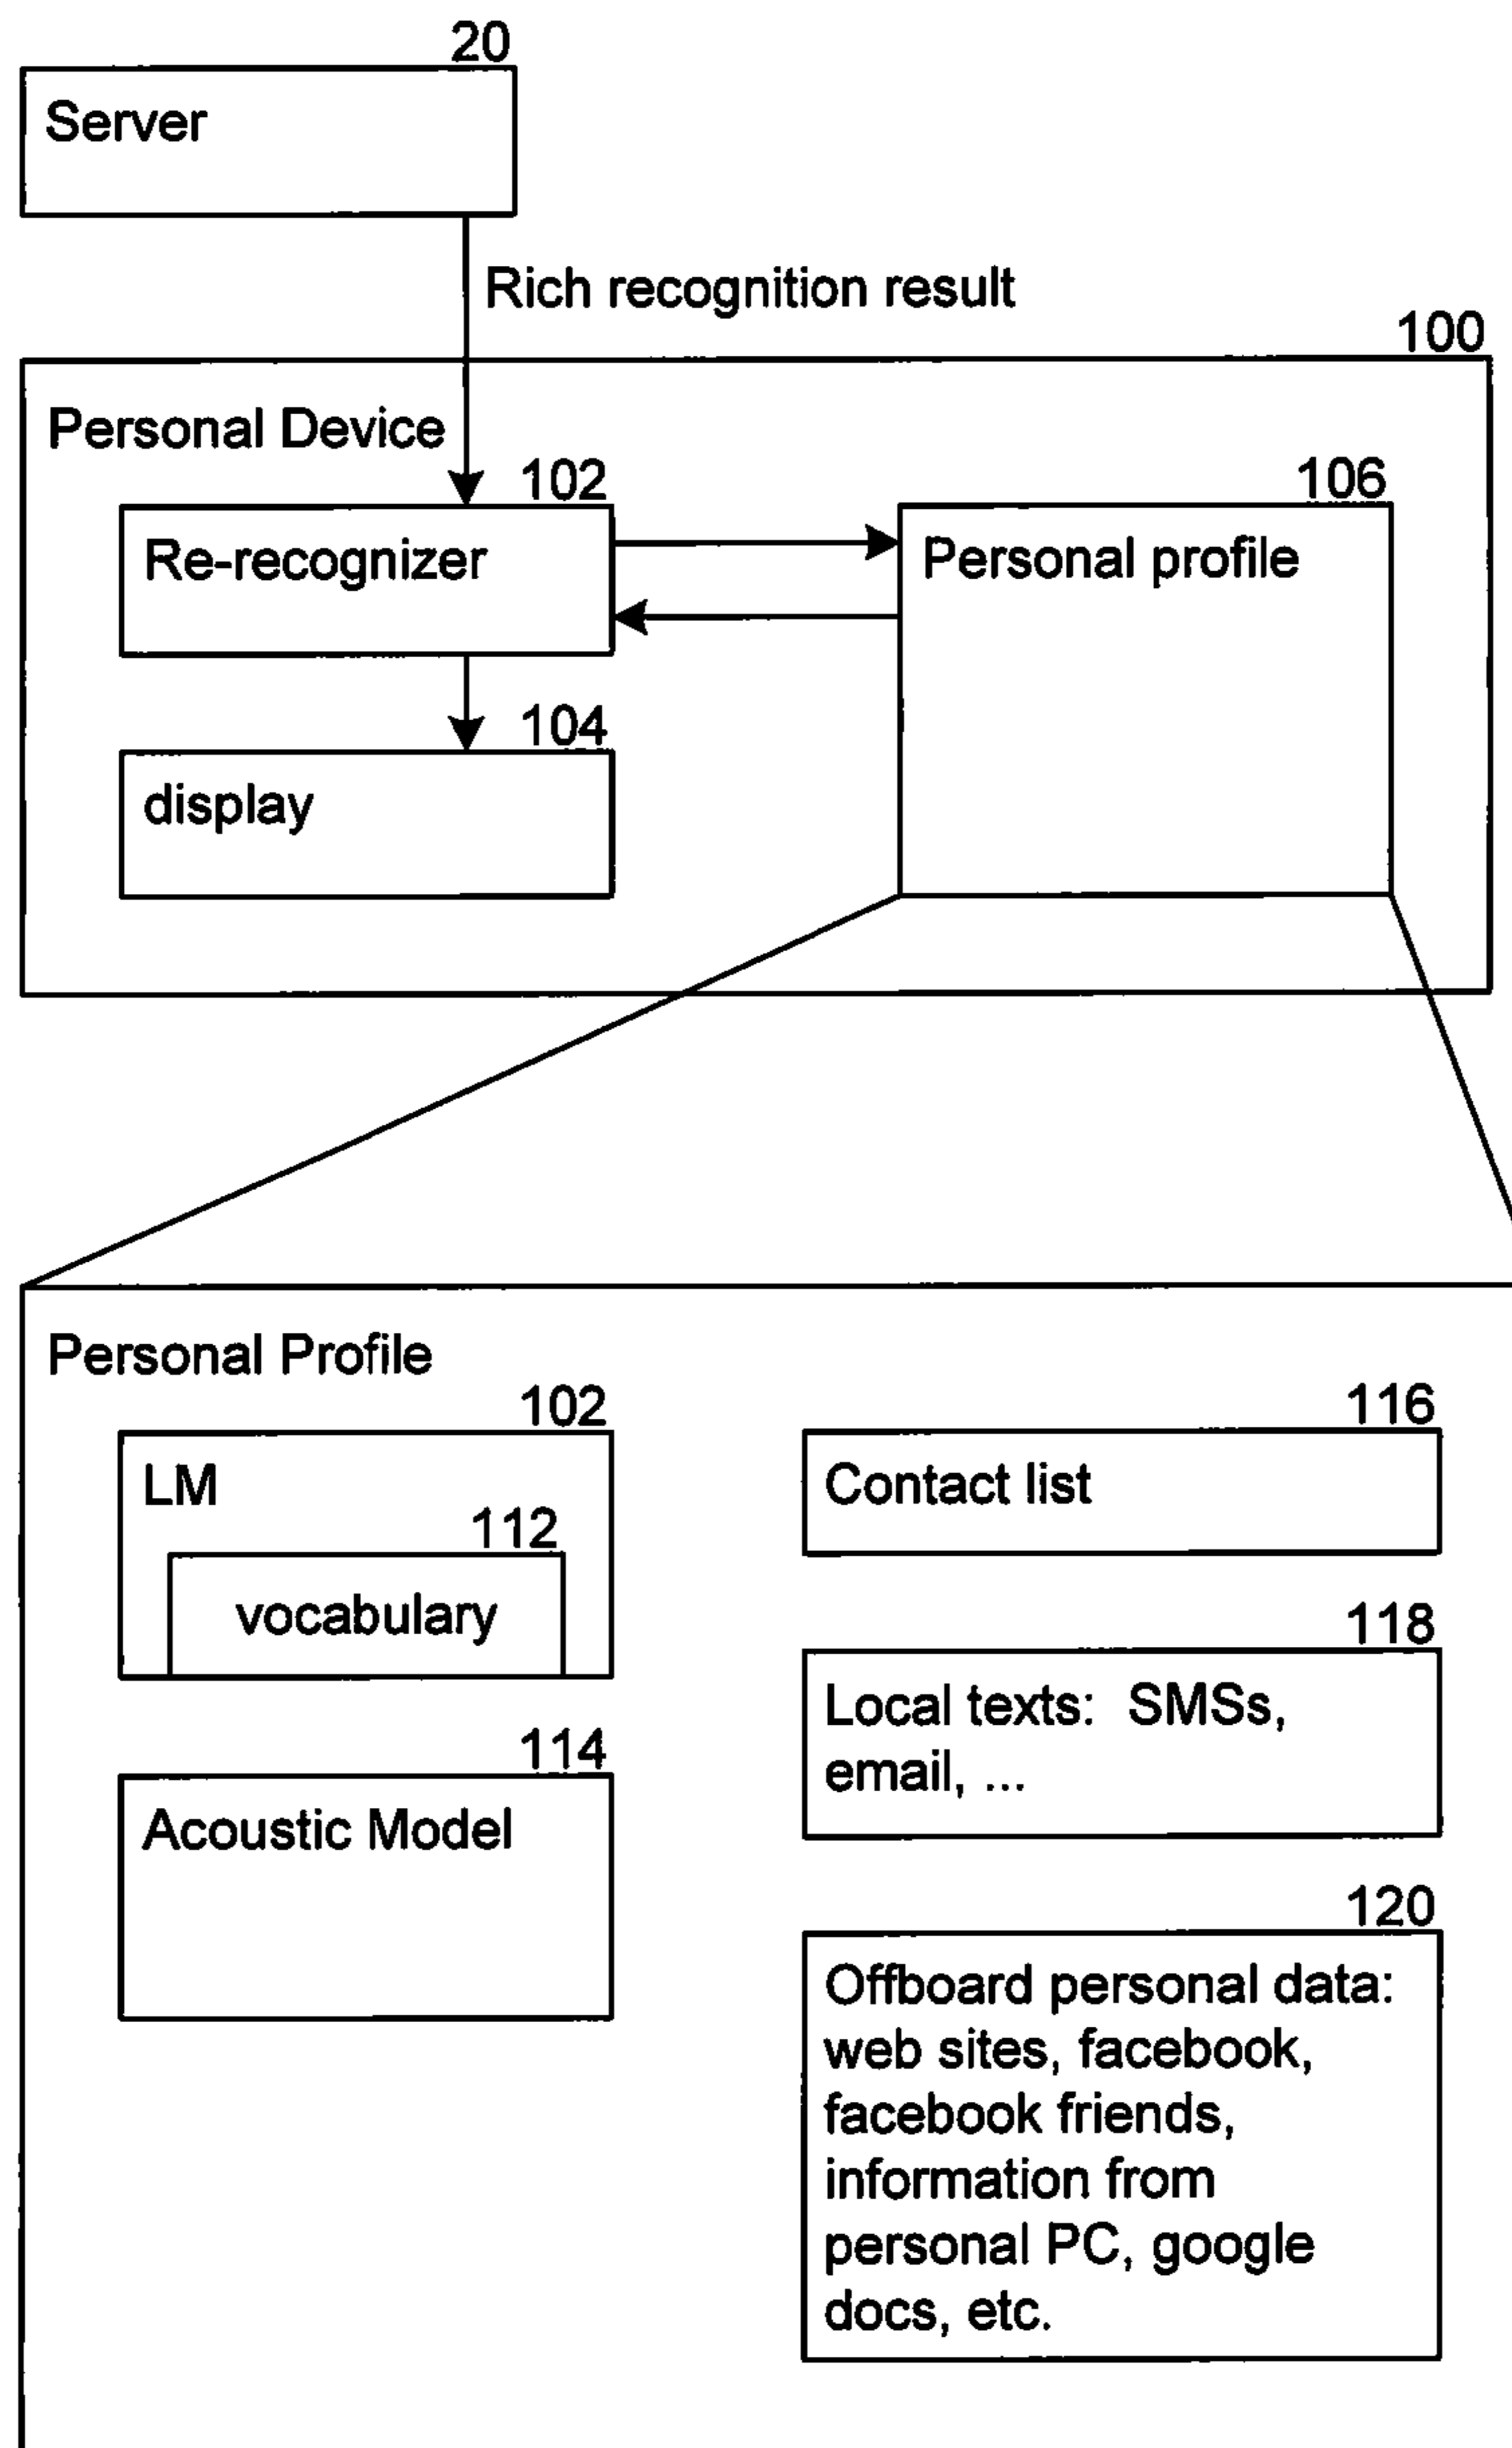 20
Server
Rich recognition result
100
Personal Device
102
Re-recognizer
106
Personal profile
104
display
Personal Profile
102
LM
112
vocabulary
114
Acoustic Model
116
Contact list
118
Local texts:  SMSs,
email, ...
120
Offboard personal data:
web sites, facebook,
facebook friends,
information from
personal PC, google
docs, etc.